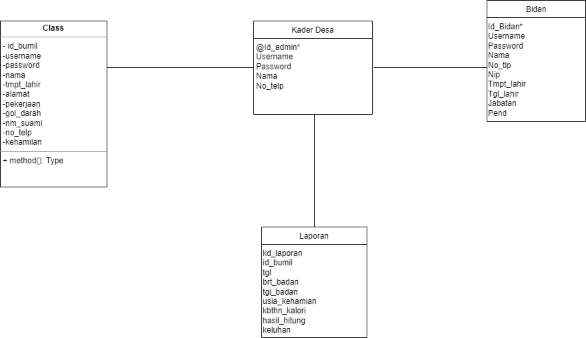 Class
- id_bumil
-username
-password
-nama
-tmpt_lahir
-alamat
-pekerjaan
-gol_darah
-nm_suami
-no_telp
-kehamilan
+ method(): Type
Kader Desa
@Id_admin*
Username
Password
Nama
No_telp
Bidan
Id_Bidan*
Username
Password
Nama
No_tlp
Nip
Tmpt_lahir
Tgl_lahir
Jabatan
Pend
Laporan
kd_laporan
id_bumil
tgl
brt_badan
tgi_badan
usia_kehamian
kbthn_kalori
hasil_hitung
keluhan